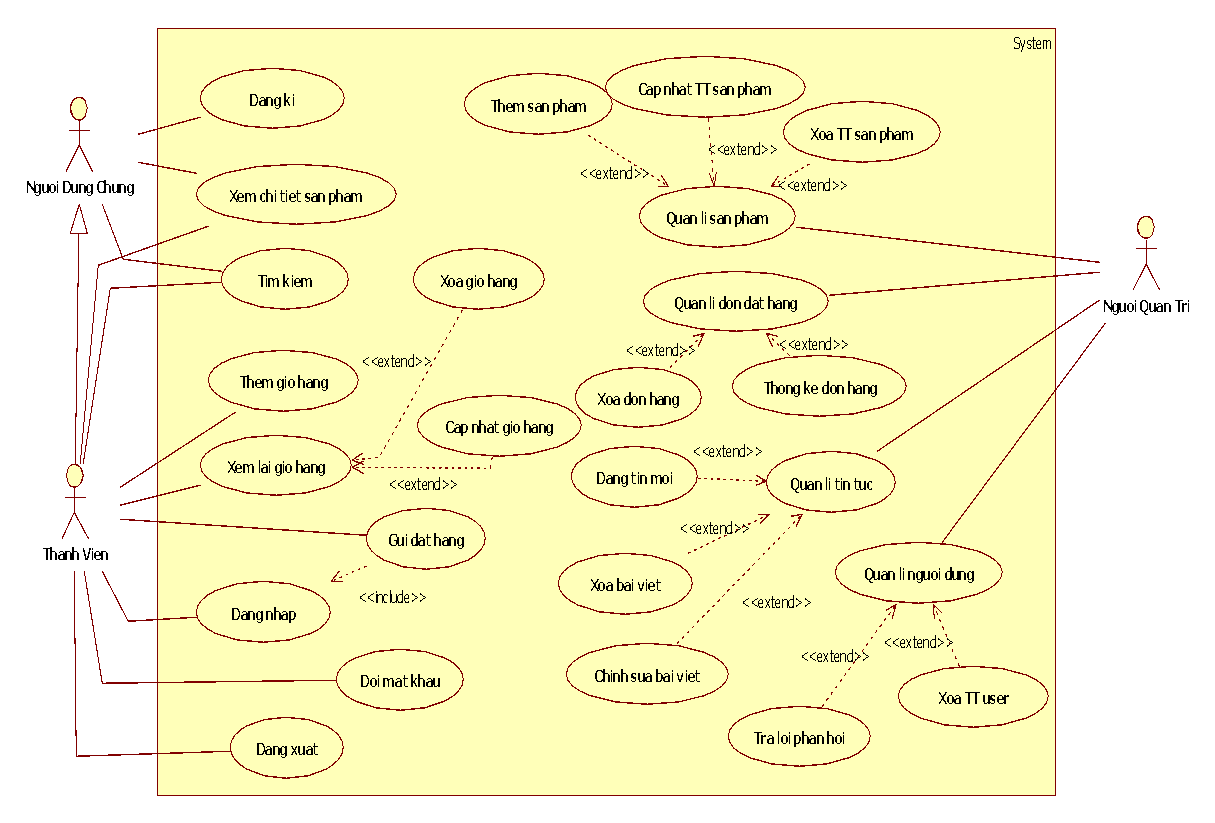 System
Dang ki
Them san pham
Cap nhat TT san pham
Xoa TT san pham
<<extend>>
<<extend>>
<<extend>>
Nguoi Dung Chung
Xem chi tiet san pham
Quan li san pham
Tim kiem
Xoa gio hang
Quan li don dat hang
Nguoi Quan Tri
<<extend>>
<<extend>>
<<extend>>
Them gio hang
Xoa don hang
Thong ke don hang
Cap nhat gio hang
Xem lai gio hang
<<extend>>
<<extend>>
Dang tin moi
Quan li tin tuc
<<extend>>
Thanh Vien
Gui dat hang
Xoa bai viet
Quan li nguoi dung
<<include>>
<<extend>>
Dang nhap
<<extend>>
<<extend>>
Doi mat khau
Chinh sua bai viet
Xoa TT user
Dang xuat
Tra loi phan hoi